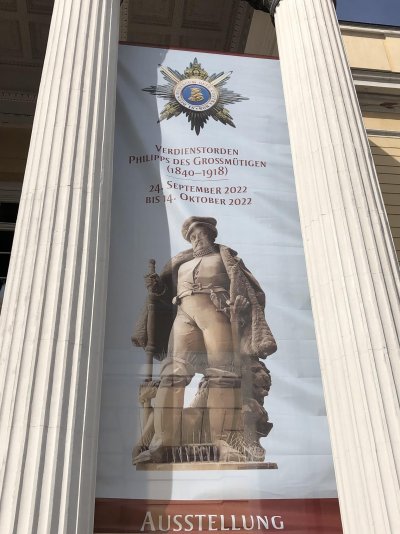 Verdienstorden
Philipps des Grossmütigen
(1840–1918)
24. September 2022
bis 14. Oktober 2022
Ausstellung